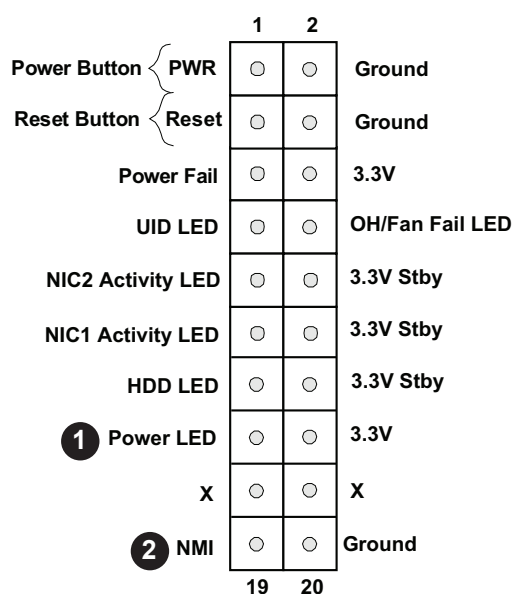 1 2
Power Button PWR Ground
Reset Button Reset Ground
Power Fail 3.3V
UID LED OH/Fan Fail LED
NIC2 Activity LED 3.3V Stby
NIC1 Activity LED 3.3V Stby
HDD LED 3.3V Stby
1 Power LED 3.3V
X X
2 NMI Ground
19 20